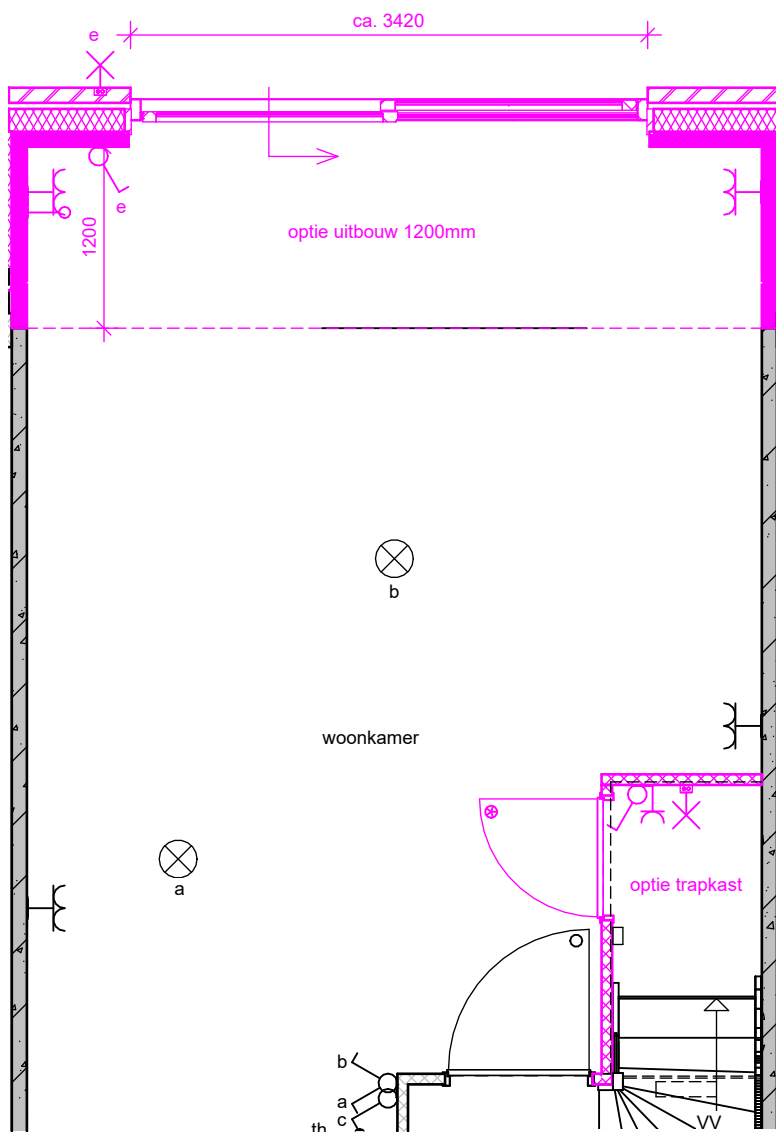 ca. 3420
e
e
1200
optie uitbouw 1200mm
b
woonkamer
a
optie trapkast
b
a
c
th
VV